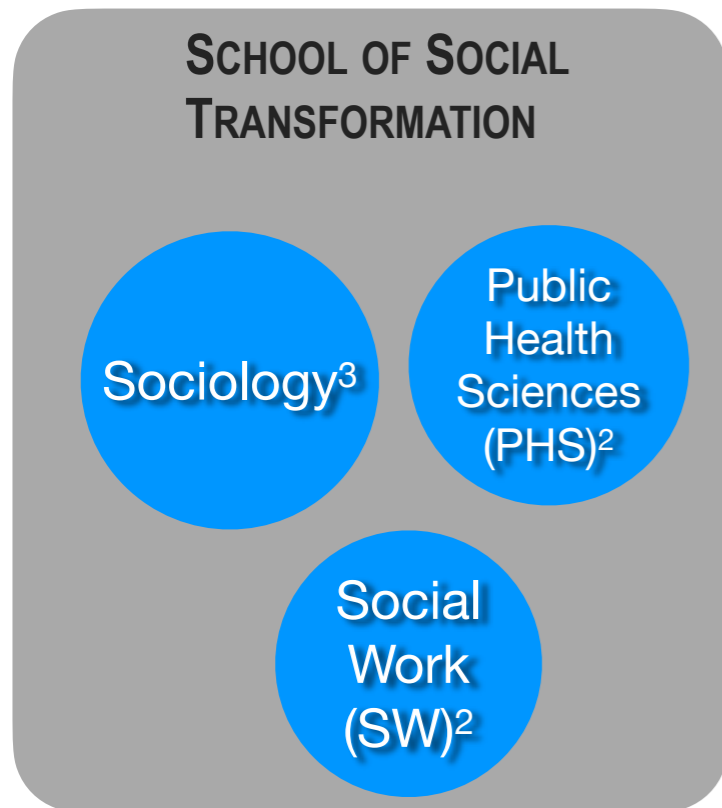 SCHOOL OF SOCIAL
TRANSFORMATION
Sociology³
Public
Health
Sciences
(PHS)²
Social
Work
(SW)²